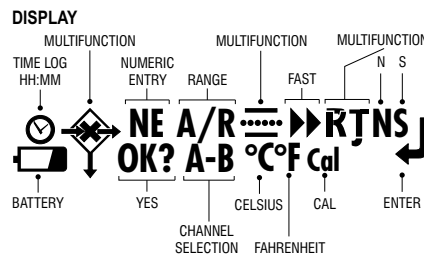 DISPLAY
MULTIFUNCTION MULTIFUNCTION MULTIFUNCTION
TIME LOG HH:MM NUMERIC ENTRY RANGE FAST N S
NE A/R R T NS
OK? A-B °C °F Cal
BATTERY YES CELSIUS CAL ENTER
CHANNEL SELECTION FAHRENHEIT